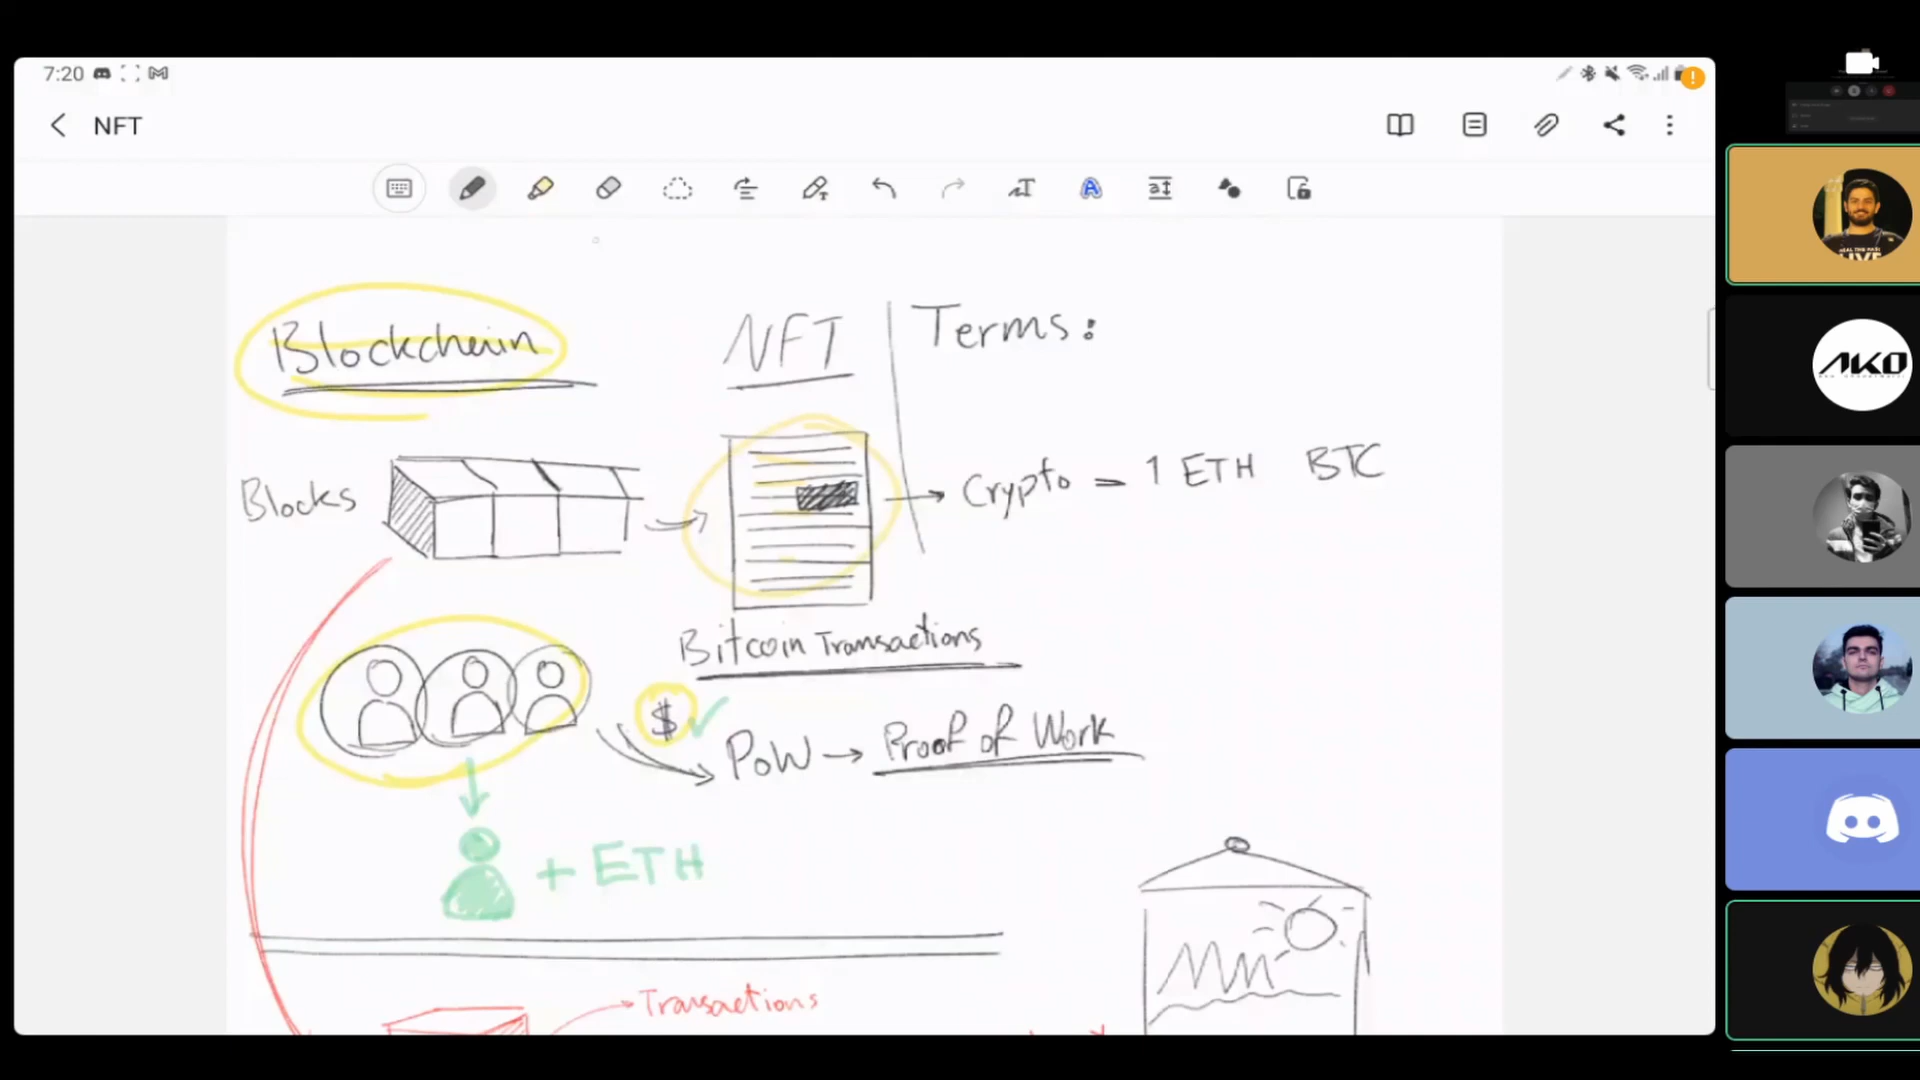 7:20
NFT
Blockchain
NFT
Terms:
Blocks
Crypto = 1 ETH BTC
Bitcoin Transactions
$
PoW → Proof of Work
+ ETH
Transactions
AKO